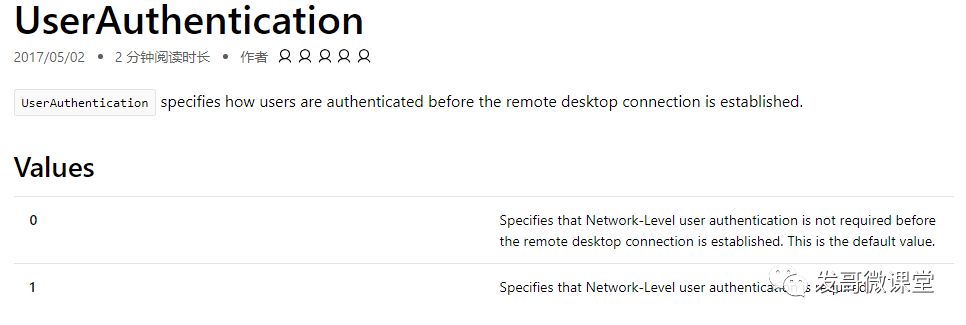 UserAuthentication
2017/05/02 • 2 分钟阅读时长 • 作者
UserAuthentication specifies how users are authenticated before the remote desktop connection is established.
Values
0
Specifies that Network-Level user authentication is not required before
the remote desktop connection is established. This is the default value.
1
Specifies that Network-Level user authentication is required
发哥微课堂